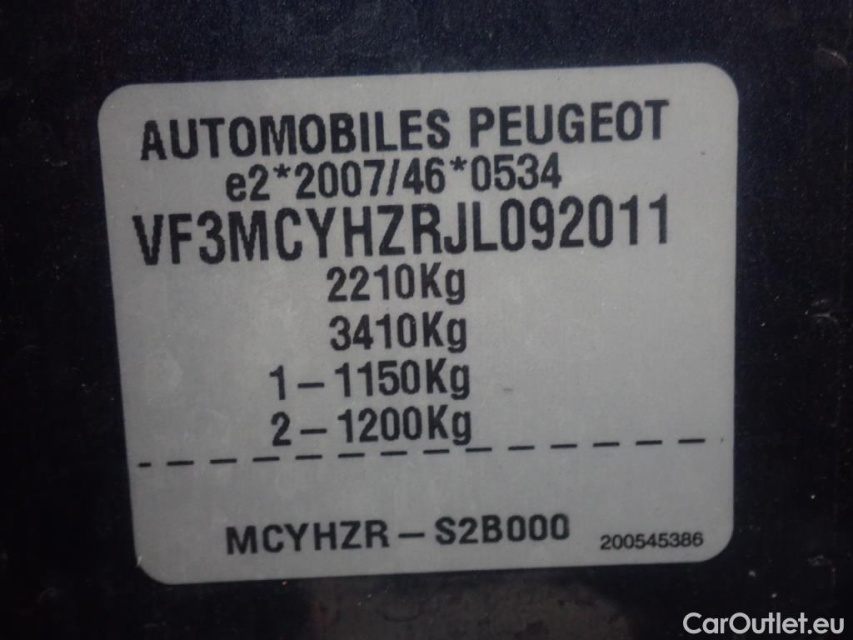 AUTOMOBILES PEUGEOT
e2*2007/46*0534
VF3MCYHZRJL092011
2210Kg
3410Kg
1-1150Kg
2-1200Kg
MCYHZR-S2B000 200545386
CarOutlet.eu